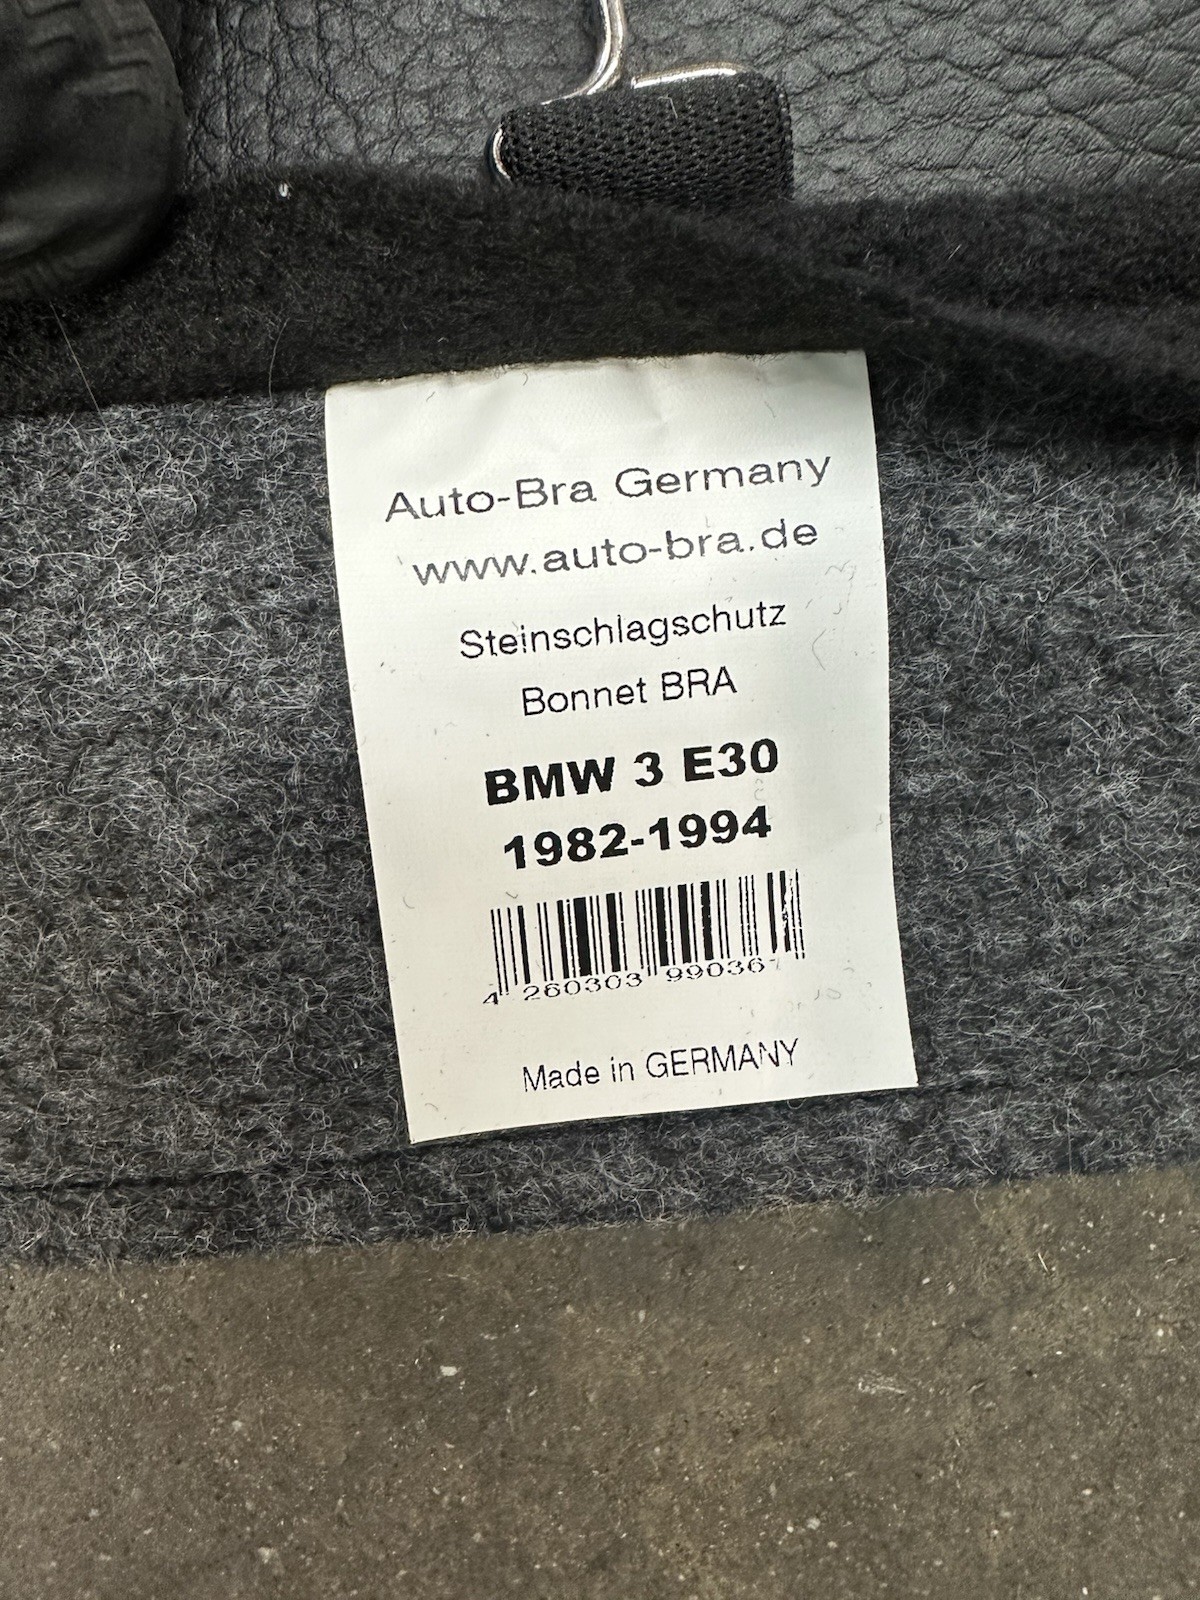 Auto-Bra Germany
www.auto-bra.de
Steinschlagschutz
Bonnet BRA
BMW 3 E30
1982-1994
4 260303 990361
Made in GERMANY